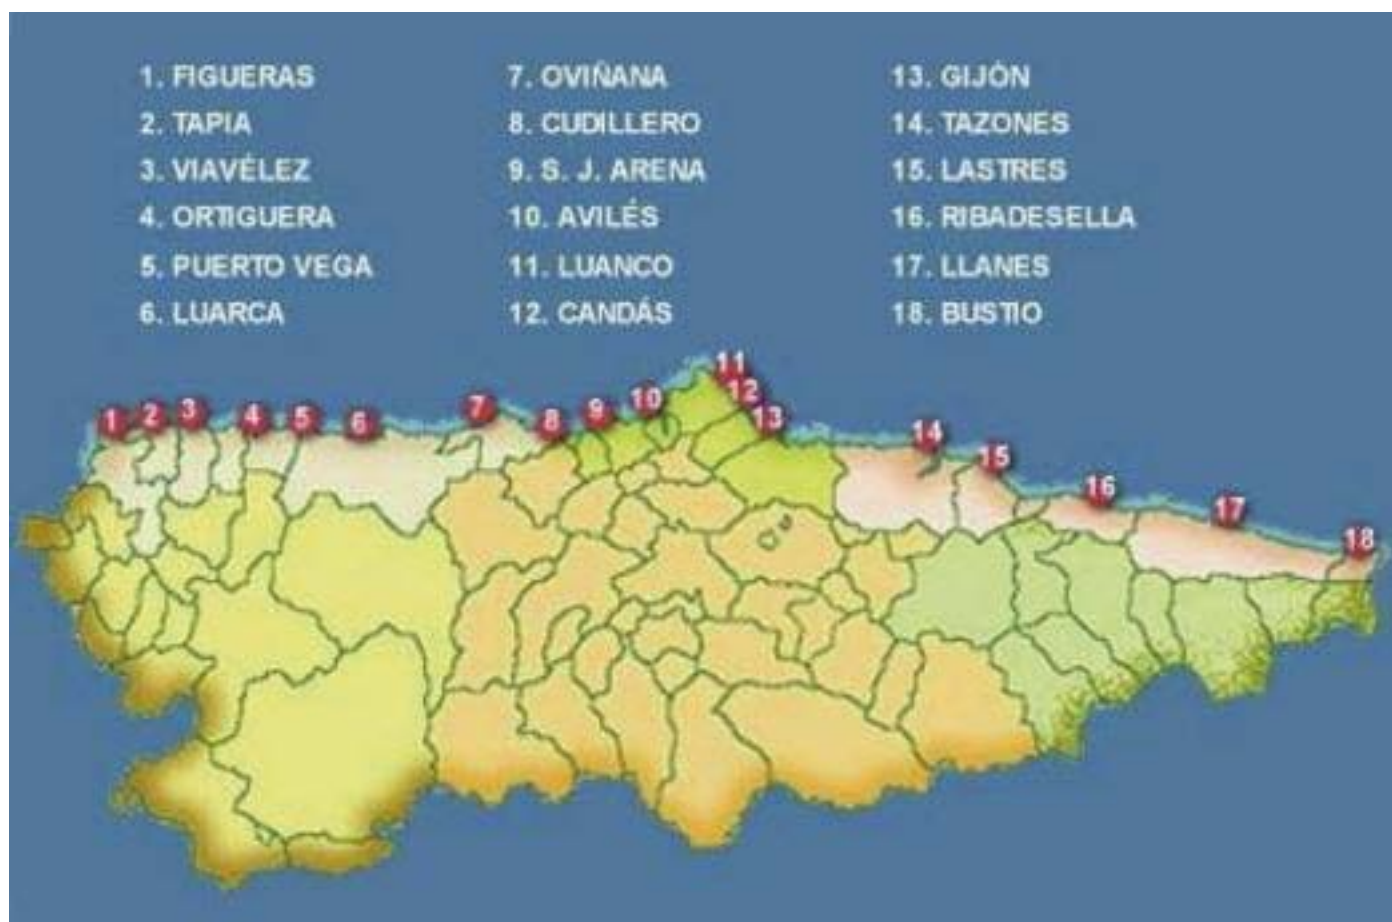 1. FIGUERAS
2. TAPIA
3. VIAVÉLEZ
4. ORTIGUERA
5. PUERTO VEGA
6. LUARCA
7. OVIÑANA
8. CUDILLERO
9. S. J. ARENA
10. AVILÉS
11. LUANCO
12. CANDÁS
13. GIJÓN
14. TAZONES
15. LASTRES
16. RIBADESELLA
17. LLANES
18. BUSTIO
1
2
3
4
5
6
7
8
9
10
11
12
13
14
15
16
17
18